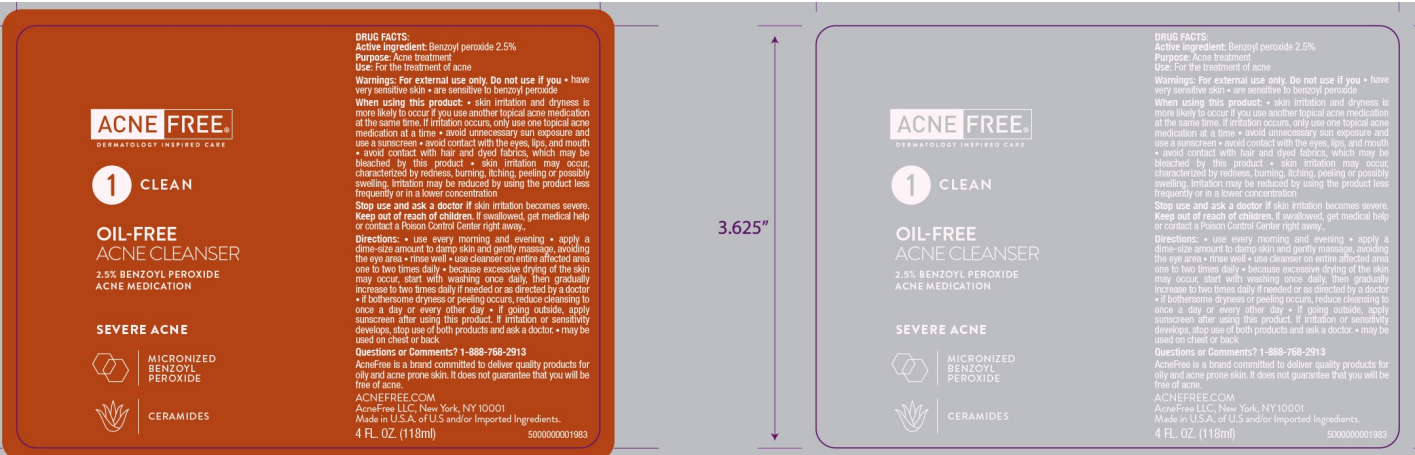 ACNE FREE®
DERMATOLOGY INSPIRED CARE
1 CLEAN
OIL-FREE
ACNE CLEANSER
2.5% BENZOYL PEROXIDE
ACNE MEDICATION
SEVERE ACNE
MICRONIZED
BENZOYL
PEROXIDE
CERAMIDES
DRUG FACTS:
Active ingredient: Benzoyl peroxide 2.5%
Purpose: Acne treatment
Use: For the treatment of acne
Warnings: For external use only. Do not use if you • have
very sensitive skin • are sensitive to benzoyl peroxide
When using this product: • skin irritation and dryness is
more likely to occur if you use another topical acne medication
at the same time. If irritation occurs, only use one topical acne
medication at a time • avoid unnecessary sun exposure and
use a sunscreen • avoid contact with the eyes, lips, and mouth
• avoid contact with hair and dyed fabrics, which may be
bleached by this product • skin irritation may occur,
characterized by redness, burning, itching, peeling or possibly
swelling. Irritation may be reduced by using the product less
frequently or in a lower concentration
Stop use and ask a doctor if skin irritation becomes severe.
Keep out of reach of children. If swallowed, get medical help
or contact a Poison Control Center right away.,
Directions: • use every morning and evening • apply a
dime-size amount to damp skin and gently massage, avoiding
the eye area • rinse well • use cleanser on entire affected area
one to two times daily • because excessive drying of the skin
may occur, start with washing once daily, then gradually
increase to two times daily if needed or as directed by a doctor
• if bothersome dryness or peeling occurs, reduce cleansing to
once a day or every other day • if going outside, apply
sunscreen after using this product. If irritation or sensitivity
develops, stop use of both products and ask a doctor. • may be
used on chest or back
Questions or Comments? 1-888-768-2913
AcneFree is a brand committed to deliver quality products for
oily and acne prone skin. It does not guarantee that you will be
free of acne.
ACNEFREE.COM
AcneFree LLC, New York, NY 10001
Made in U.S.A. of U.S and/or Imported Ingredients.
4 FL. OZ. (118ml) 5000000001983
3.625"
ACNE FREE®
DERMATOLOGY INSPIRED CARE
1 CLEAN
OIL-FREE
ACNE CLEANSER
2.5% BENZOYL PEROXIDE
ACNE MEDICATION
SEVERE ACNE
MICRONIZED
BENZOYL
PEROXIDE
CERAMIDES
DRUG FACTS:
Active ingredient: Benzoyl peroxide 2.5%
Purpose: Acne treatment
Use: For the treatment of acne
Warnings: For external use only. Do not use if you • have
very sensitive skin • are sensitive to benzoyl peroxide
When using this product: • skin irritation and dryness is
more likely to occur if you use another topical acne medication
at the same time. If irritation occurs, only use one topical acne
medication at a time • avoid unnecessary sun exposure and
use a sunscreen • avoid contact with the eyes, lips, and mouth
• avoid contact with hair and dyed fabrics, which may be
bleached by this product • skin irritation may occur,
characterized by redness, burning, itching, peeling or possibly
swelling. Irritation may be reduced by using the product less
frequently or in a lower concentration
Stop use and ask a doctor if skin irritation becomes severe.
Keep out of reach of children. If swallowed, get medical help
or contact a Poison Control Center right away.,
Directions: • use every morning and evening • apply a
dime-size amount to damp skin and gently massage, avoiding
the eye area • rinse well • use cleanser on entire affected area
one to two times daily • because excessive drying of the skin
may occur, start with washing once daily, then gradually
increase to two times daily if needed or as directed by a doctor
• if bothersome dryness or peeling occurs, reduce cleansing to
once a day or every other day • if going outside, apply
sunscreen after using this product. If irritation or sensitivity
develops, stop use of both products and ask a doctor. • may be
used on chest or back
Questions or Comments? 1-888-768-2913
AcneFree is a brand committed to deliver quality products for
oily and acne prone skin. It does not guarantee that you will be
free of acne.
ACNEFREE.COM
AcneFree LLC, New York, NY 10001
Made in U.S.A. of U.S and/or Imported Ingredients.
4 FL. OZ. (118ml) 5000000001983